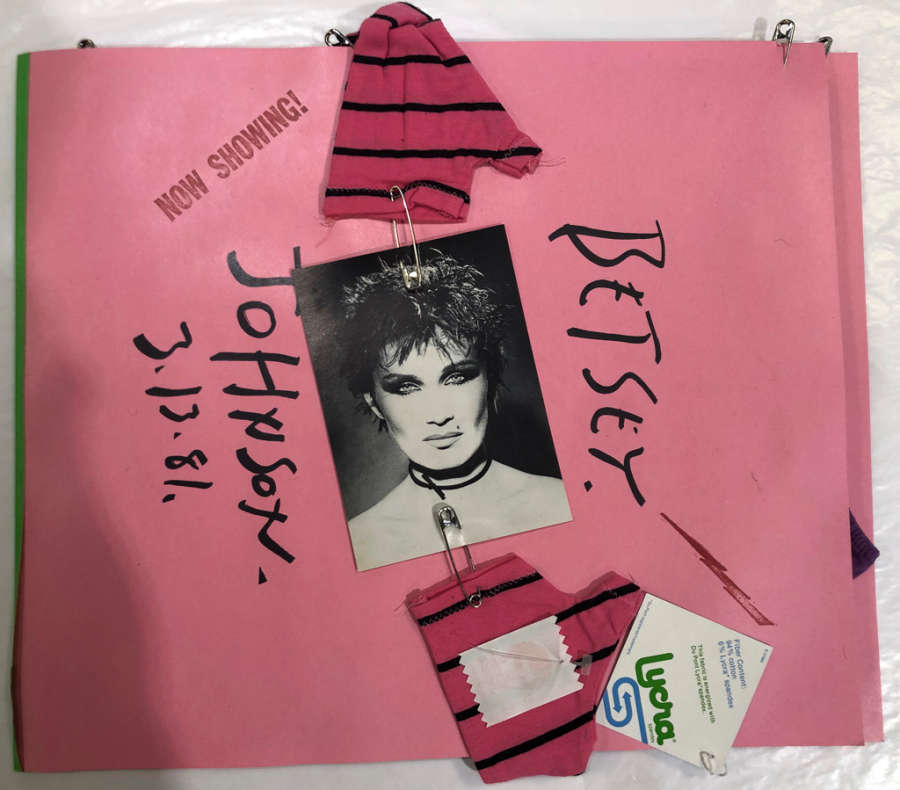 NOW SHOWING!
BETSEY.
JOHNSON.
3.13.81.
Fiber Content:
94% cotton
6% Lycra* spandex
This fabric is energized with
Du Pont Lycra* spandex.
Lycra®
spandex